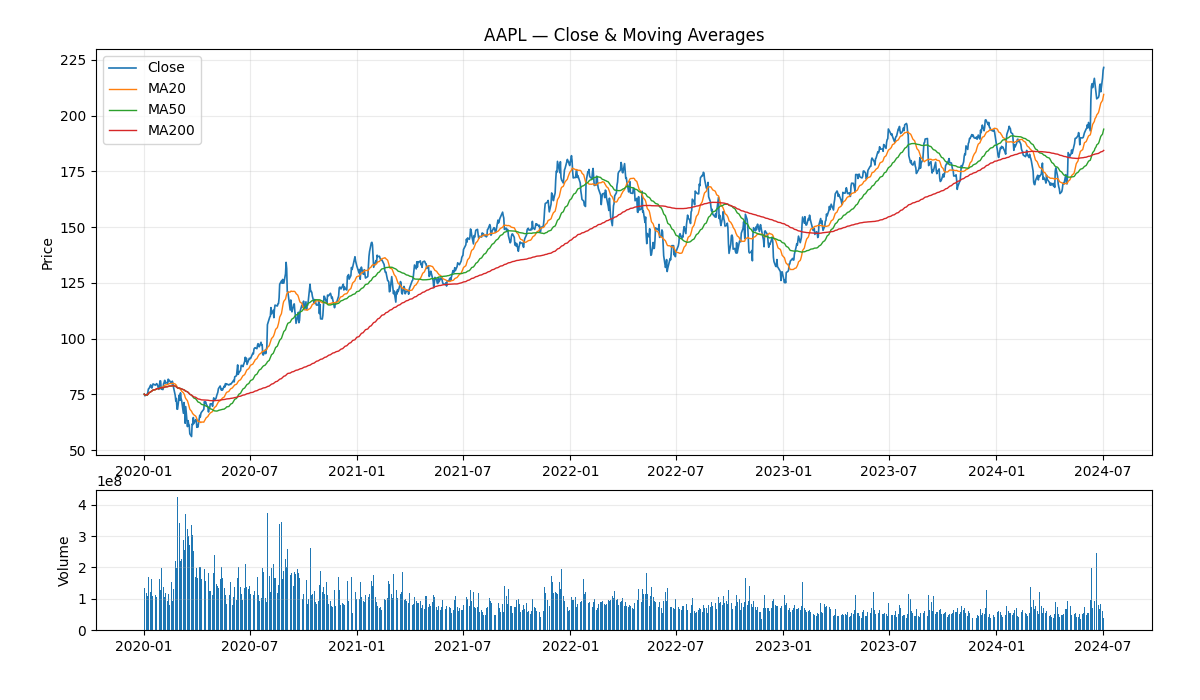 AAPL — Close & Moving Averages
Close
MA20
MA50
MA200
Price
225
200
175
150
125
100
75
50
2020-01 2020-07 2021-01 2021-07 2022-01 2022-07 2023-01 2023-07 2024-01 2024-07
1e8
Volume
4
3
2
1
0
2020-01 2020-07 2021-01 2021-07 2022-01 2022-07 2023-01 2023-07 2024-01 2024-07